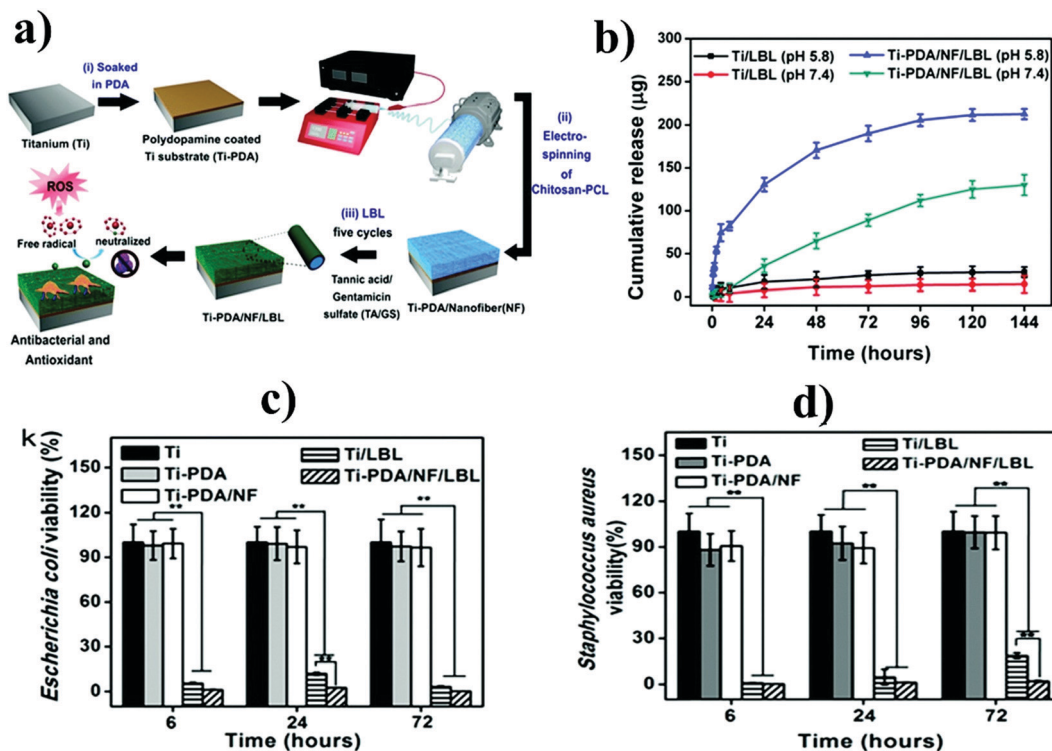 a)
(i) Soaked
in PDA
Titanium (Ti)
Polydopamine coated
Ti substrate (Ti-PDA)
(ii)
Electro-
spinning
of
Chitosan-PCL
ROS
Free radical
neutralized
Antibacterial and
Antioxidant
Ti-PDA/NF/LBL
(iii) LBL
five cycles
Tannic acid/
Gentamicin
sulfate (TA/GS)
Ti-PDA/Nanofiber(NF)
b)
Ti/LBL (pH 5.8)
Ti-PDA/NF/LBL (pH 5.8)
Ti/LBL (pH 7.4)
Ti-PDA/NF/LBL (pH 7.4)
Cumulative release (µg)
300
250
200
150
100
50
0
0 24 48 72 96 120 144
Time (hours)
c)
k
Ti
Ti-PDA
Ti-PDA/NF
Ti/LBL
Ti-PDA/NF/LBL
Escherichia coli viability (%)
150
120
90
60
30
0
** ** **
**
6 24 72
Time (hours)
d)
Ti
Ti-PDA
Ti-PDA/NF
Ti/LBL
Ti-PDA/NF/LBL
Staphylococcus aureus
viability(%)
150
120
90
60
30
0
** ** **
**
6 24 72
Time (hours)